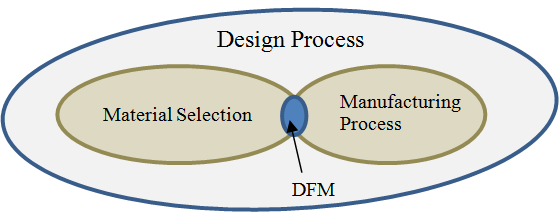 Design Process
Material Selection
Manufacturing
Process
DFM